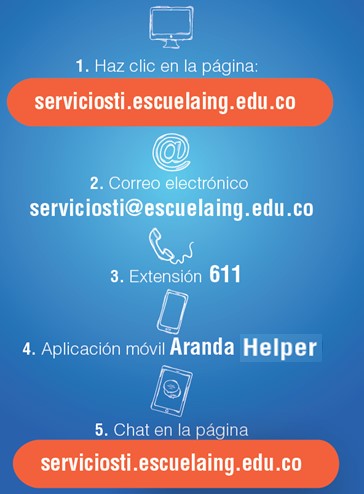 1. Haz clic en la página:
serviciosti.escuelaing.edu.co
@
2. Correo electrónico
serviciosti@escuelaing.edu.co
3. Extensión 611
4. Aplicación móvil Aranda Helper
5. Chat en la página
serviciosti.escuelaing.edu.co